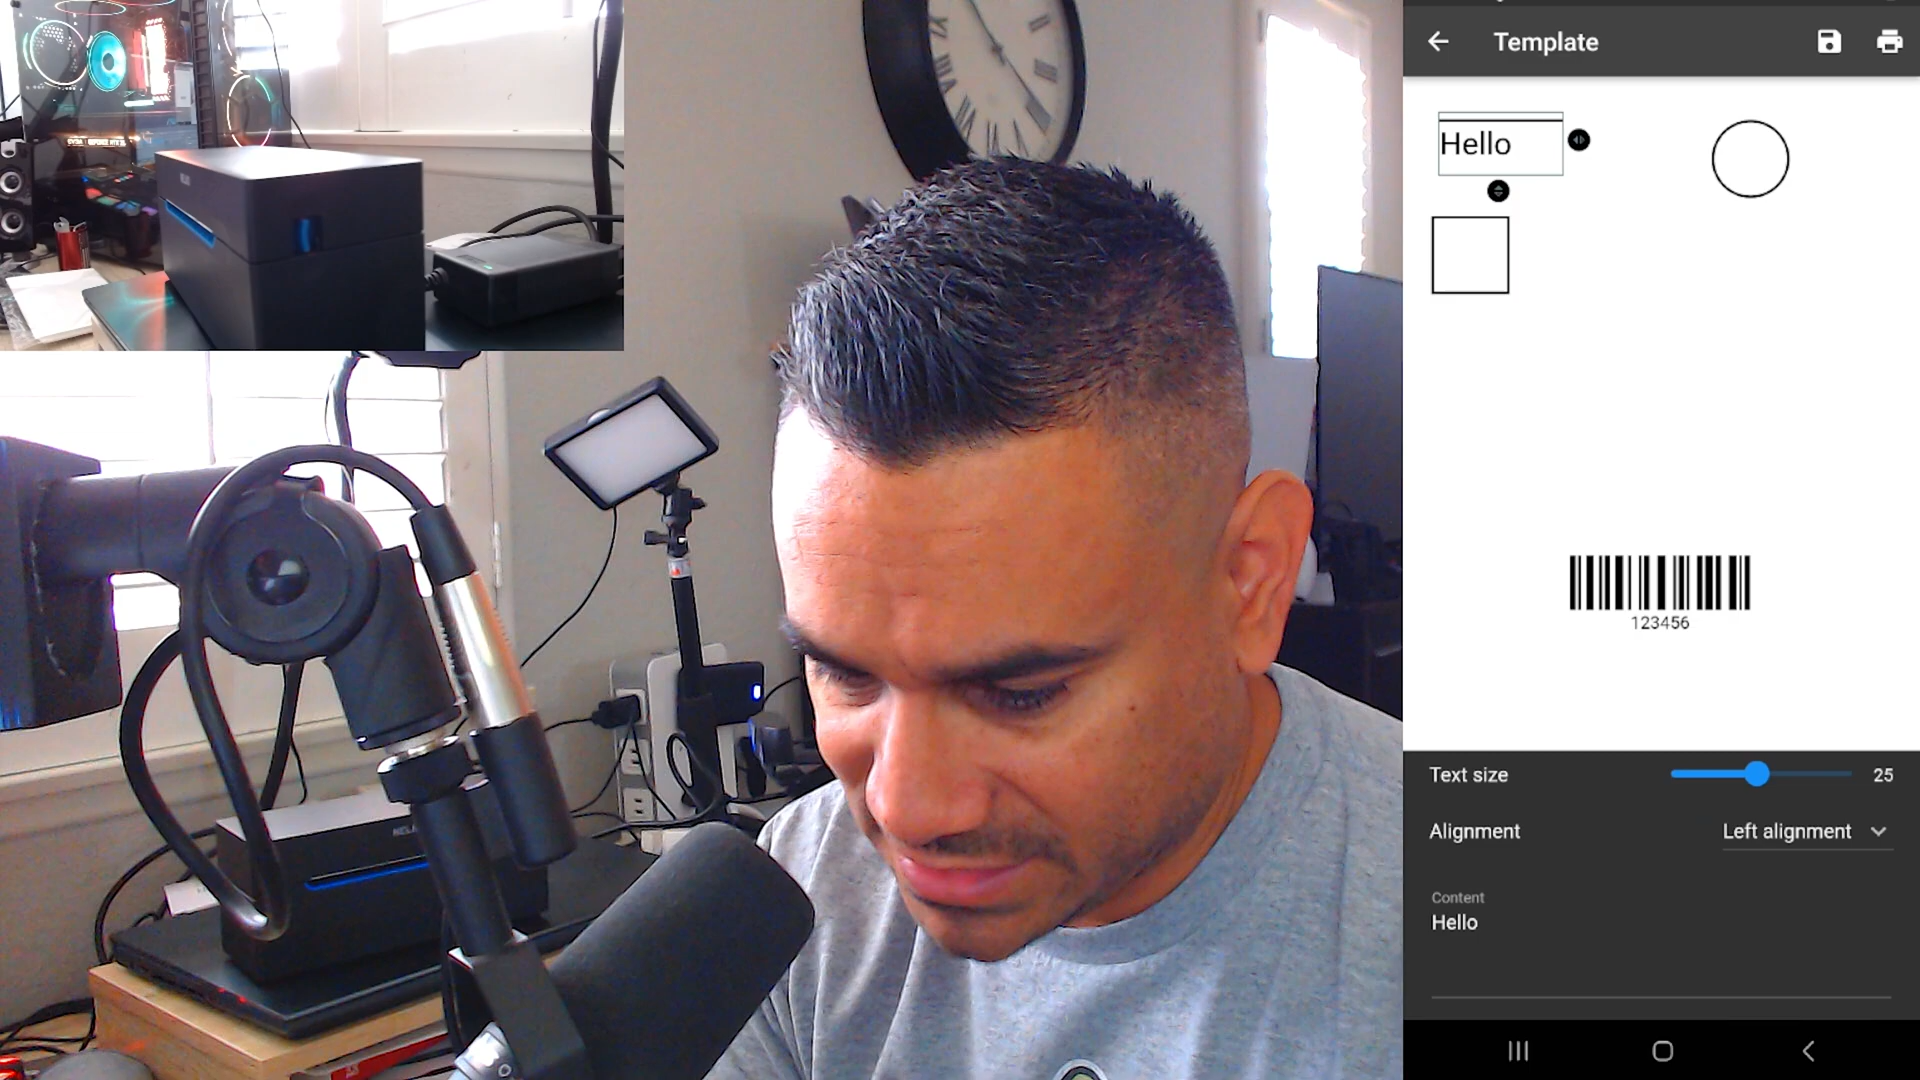 Template
Hello
123456
Text size
25
Alignment
Left alignment
Content
Hello